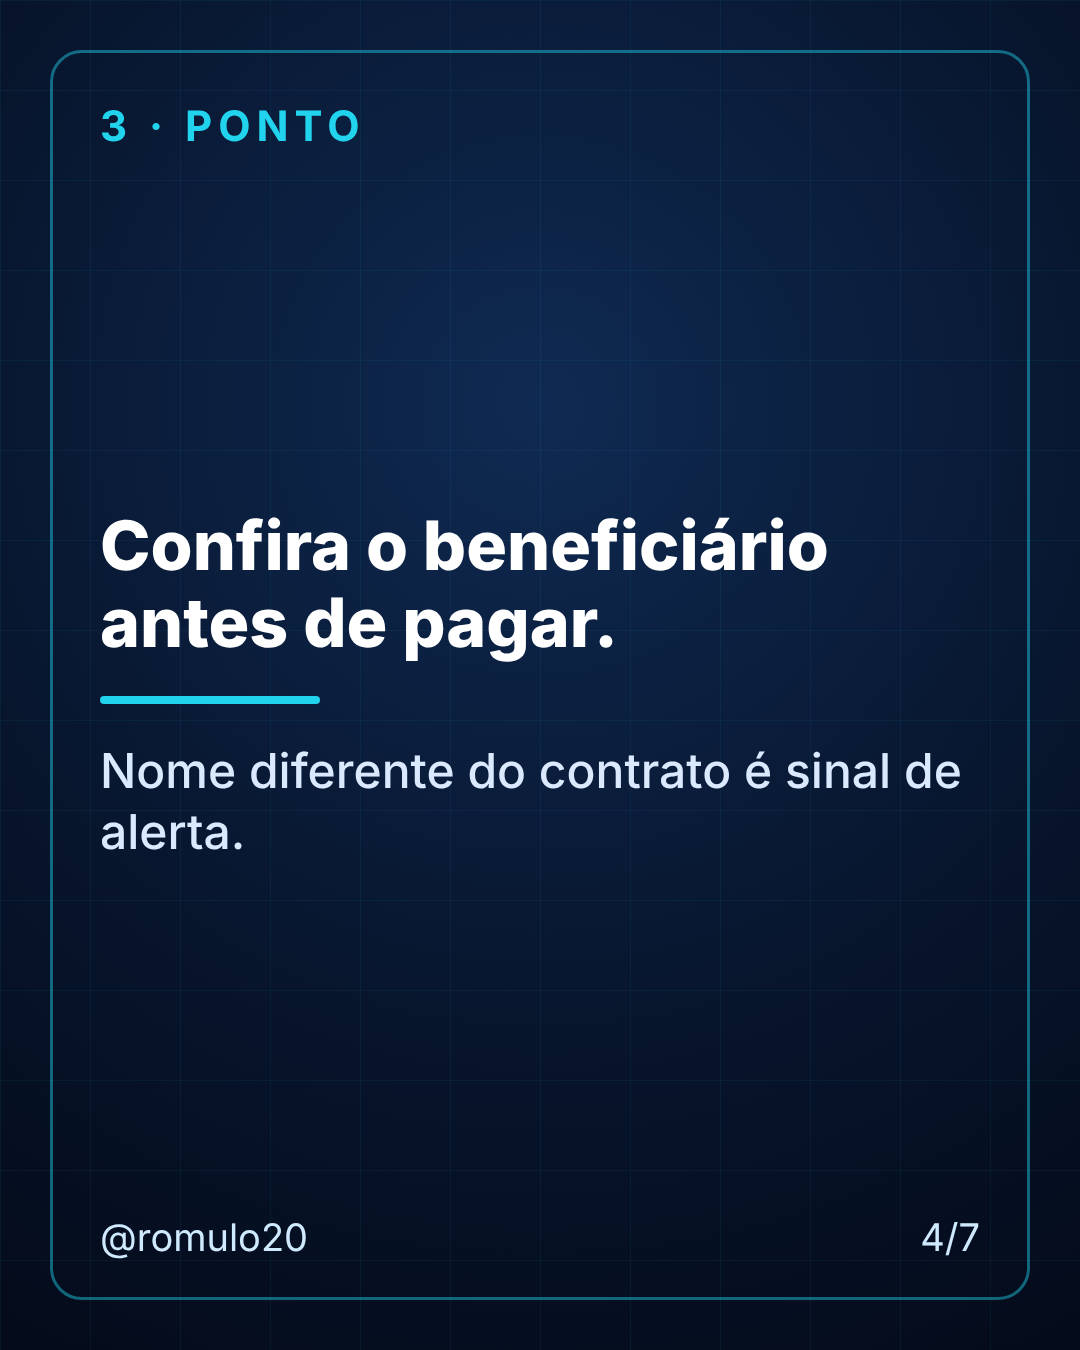 3 · PONTO
Confira o beneficiário
antes de pagar.
Nome diferente do contrato é sinal de
alerta.
@romulo20
4/7